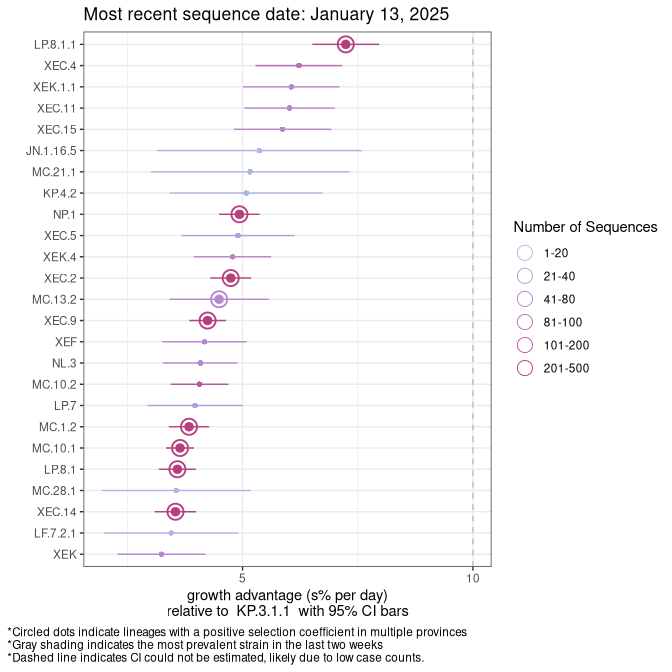 Most recent sequence date: January 13, 2025
LP.8.1.1
XEC.4
XEK.1.1
XEC.11
XEC.15
JN.1.16.5
MC.21.1
KP.4.2
NP.1
XEC.5
XEK.4
XEC.2
MC.13.2
XEC.9
XEF
NL.3
MC.10.2
LP.7
MC.1.2
MC.10.1
LP.8.1
MC.28.1
XEC.14
LF.7.2.1
XEK
5 10
growth advantage (s% per day)
relative to KP.3.1.1 with 95% CI bars
Number of Sequences
1-20
21-40
41-80
81-100
101-200
201-500
*Circled dots indicate lineages with a positive selection coefficient in multiple provinces
*Gray shading indicates the most prevalent strain in the last two weeks
*Dashed line indicates CI could not be estimated, likely due to low case counts.